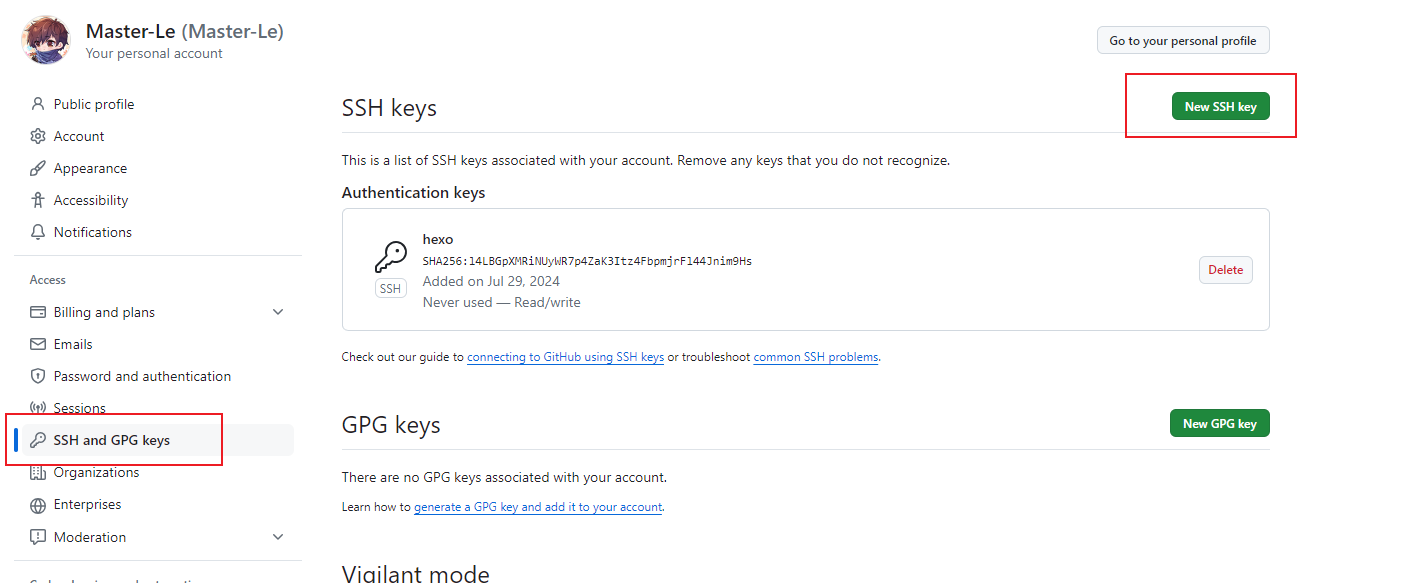 Master-Le (Master-Le)
Your personal account
Go to your personal profile
Public profile
Account
Appearance
Accessibility
Notifications
Access
Billing and plans
Emails
Password and authentication
Sessions
SSH and GPG keys
Organizations
Enterprises
Moderation
SSH keys
New SSH key
This is a list of SSH keys associated with your account. Remove any keys that you do not recognize.
Authentication keys
hexo
SHA256:14LBGpXMRiNUyWR7p4ZaK3Itz4FbpmjrF144Jnim9Hs
SSH
Added on Jul 29, 2024
Never used — Read/write
Delete
Check out our guide to connecting to GitHub using SSH keys or troubleshoot common SSH problems.
GPG keys
New GPG key
There are no GPG keys associated with your account.
Learn how to generate a GPG key and add it to your account.
Vigilant mode